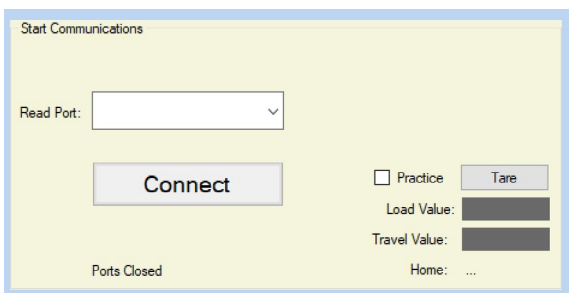 Start Communications
Read Port:
Connect
Practice
Tare
Load Value:
Travel Value:
Ports Closed
Home: ...